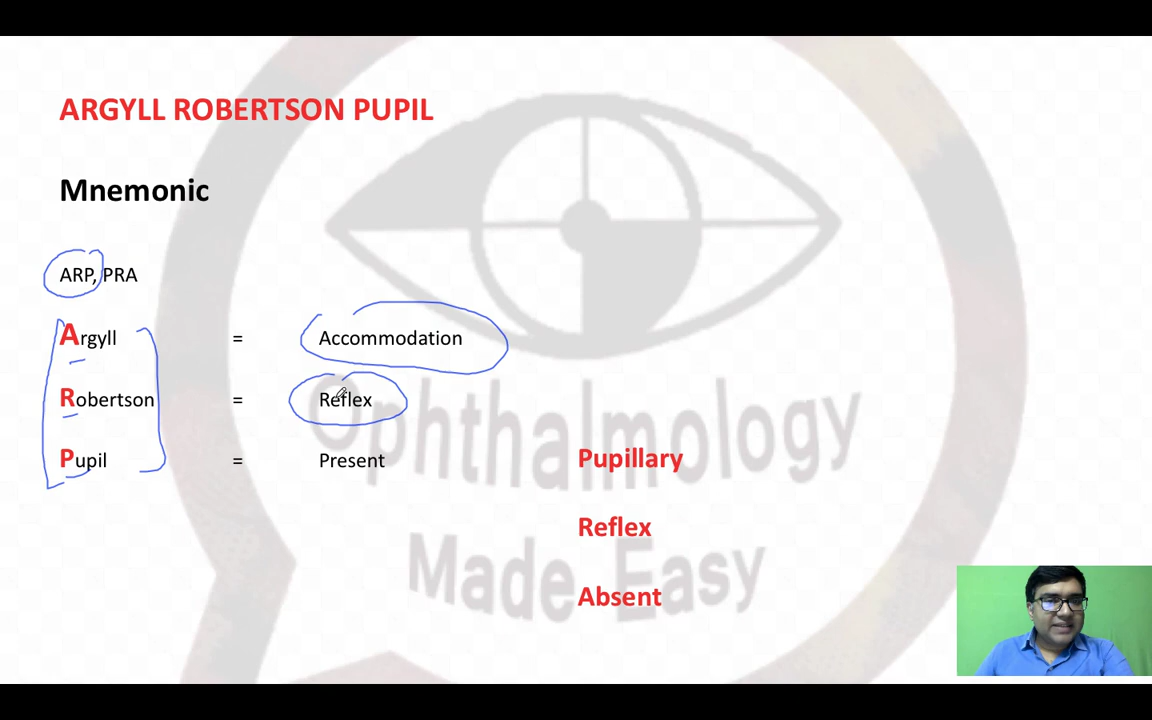 ARGYLL ROBERTSON PUPIL
Mnemonic
ARP, PRA
Argyll = Accommodation
Robertson = Reflex
Pupil = Present Pupillary
Reflex
Absent
Ophthalmology
Made Easy